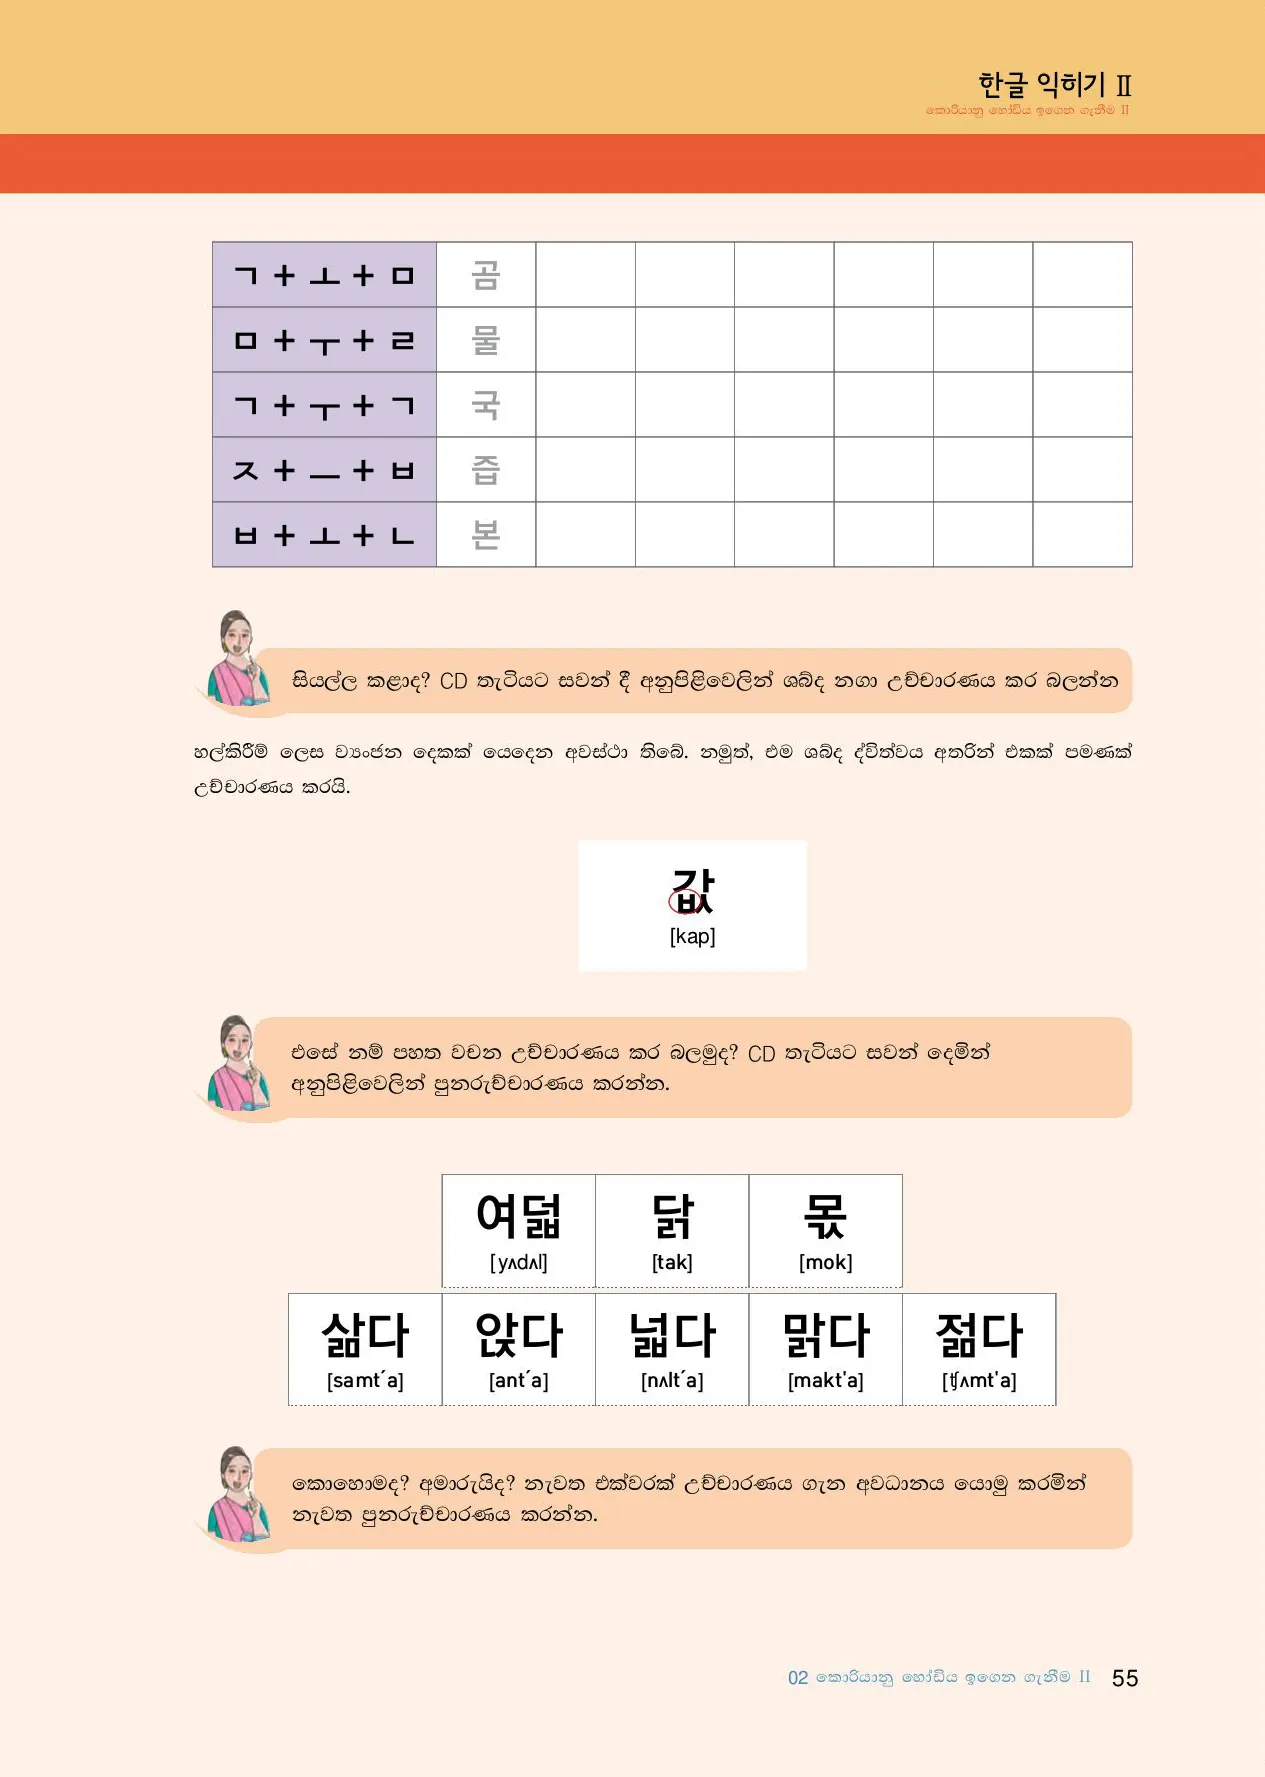 한글 익히기 Ⅱ
කොරියානු හෝඩිය ඉගෙන ගැනීම II
ㄱ + ㅗ + ㅁ 곰
ㅁ + ㅜ + ㄹ 물
ㄱ + ㅜ + ㄱ 국
ㅈ + ㅡ + ㅂ 즙
ㅂ + ㅗ + ㄴ 본
සියල්ල කළාද? CD තැටියට සවන් දී අනුපිළිවෙලින් ශබ්ද නගා උච්චාරණය කර බලන්න
හල්කිරීම් ලෙස ව්‍යංජන දෙකක් යෙදෙන අවස්ථා තිබේ. නමුත්, එම ශබ්ද ද්විත්වය අතරින් එකක් පමණක්
උච්චාරණය කරයි.
값
[kap]
එසේ නම් පහත වචන උච්චාරණය කර බලමුද? CD තැටියට සවන් දෙමින්
අනුපිළිවෙලින් පුනරුච්චාරණය කරන්න.
여덟 닭 몫
[yʌdʌl] [tak] [mok]
삶다 앉다 넓다 맑다 젊다
[samt´a] [ant´a] [nʌlt´a] [makt'a] [ʧʌmt'a]
කොහොමද? අමාරුයිද? නැවත එක්වරක් උච්චාරණය ගැන අවධානය යොමු කරමින්
නැවත පුනරුච්චාරණය කරන්න.
02 කොරියානු හෝඩිය ඉගෙන ගැනීම II 55